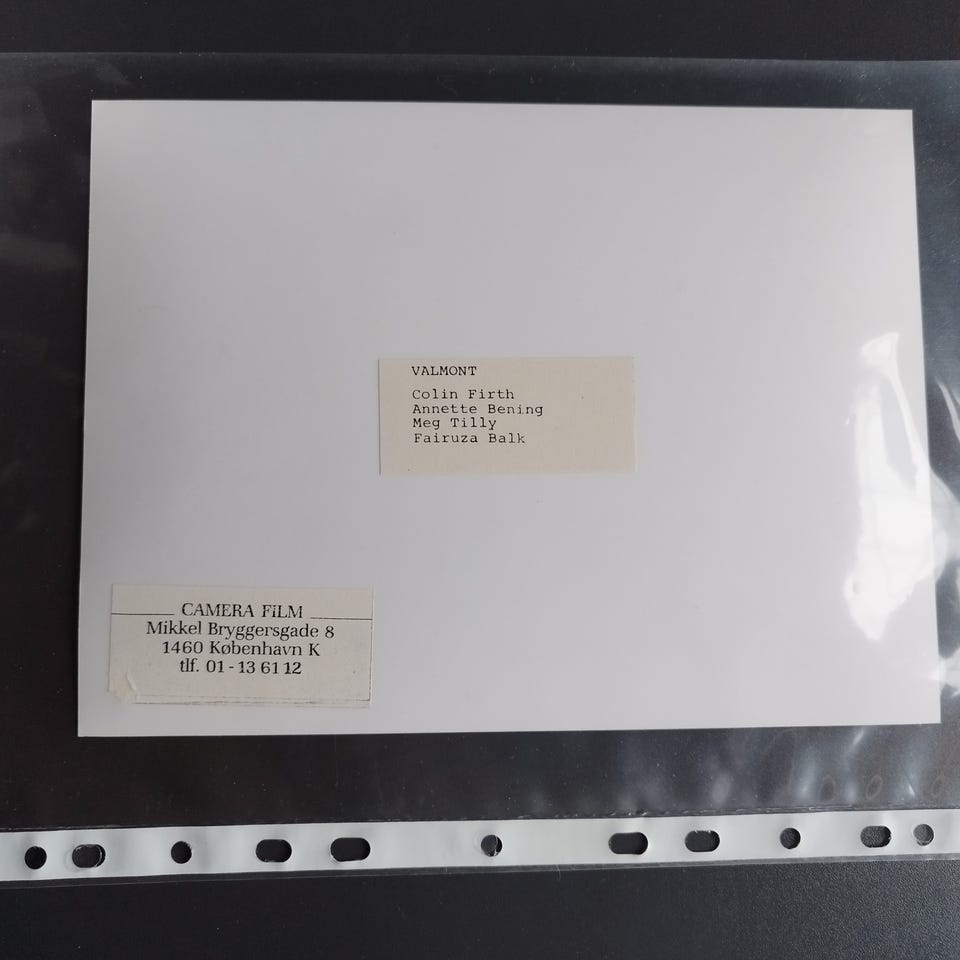 VALMONT
Colin Firth
Annette Bening
Meg Tilly
Fairuza Balk
CAMERA FiLM
Mikkel Bryggersgade 8
1460 København K
tlf. 01 - 13 61 12